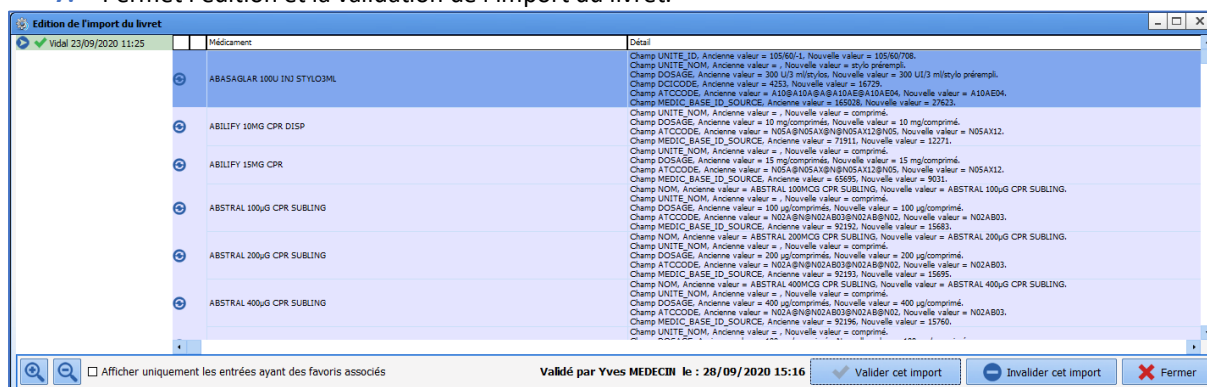 Permet l'édition et la validation de l'import du livret.
Edition de l'import du livret
Vidal 23/09/2020 11:25
Médicament
Détail
ABASAGLAR 100U INJ STYLO3ML
Champ UNITE_ID, Ancienne valeur = 105/60/-1, Nouvelle valeur = 105/60/708.
Champ UNITE_NOM, Ancienne valeur = , Nouvelle valeur = stylo prérempli.
Champ DOSAGE, Ancienne valeur = 300 U/3 ml/stylos, Nouvelle valeur = 300 UI/3 ml/stylo prérempli.
Champ DCICODE, Ancienne valeur = 4253, Nouvelle valeur = 16729.
Champ ATCCODE, Ancienne valeur = A10@A10A@A@A10AE@A10AE04, Nouvelle valeur = A10AE04.
Champ MEDIC_BASE_ID_SOURCE, Ancienne valeur = 165028, Nouvelle valeur = 27623.
ABILIFY 10MG CPR DISP
Champ UNITE_NOM, Ancienne valeur = , Nouvelle valeur = comprimé.
Champ DOSAGE, Ancienne valeur = 10 mg/comprimés, Nouvelle valeur = 10 mg/comprimé.
Champ ATCCODE, Ancienne valeur = N05A@N05AX@N@N05AX12@N05, Nouvelle valeur = N05AX12.
Champ MEDIC_BASE_ID_SOURCE, Ancienne valeur = 71911, Nouvelle valeur = 12271.
ABILIFY 15MG CPR
Champ UNITE_NOM, Ancienne valeur = , Nouvelle valeur = comprimé.
Champ DOSAGE, Ancienne valeur = 15 mg/comprimés, Nouvelle valeur = 15 mg/comprimé.
Champ ATCCODE, Ancienne valeur = N05A@N05AX@N@N05AX12@N05, Nouvelle valeur = N05AX12.
Champ MEDIC_BASE_ID_SOURCE, Ancienne valeur = 65695, Nouvelle valeur = 9031.
ABSTRAL 100µG CPR SUBLING
Champ NOM, Ancienne valeur = ABSTRAL 100MCG CPR SUBLING, Nouvelle valeur = ABSTRAL 100µG CPR SUBLING.
Champ UNITE_NOM, Ancienne valeur = , Nouvelle valeur = comprimé.
Champ DOSAGE, Ancienne valeur = 100 µg/comprimés, Nouvelle valeur = 100 µg/comprimé.
Champ ATCCODE, Ancienne valeur = N02A@N@N02AB03@N02AB@N02, Nouvelle valeur = N02AB03.
Champ MEDIC_BASE_ID_SOURCE, Ancienne valeur = 92192, Nouvelle valeur = 15683.
ABSTRAL 200µG CPR SUBLING
Champ NOM, Ancienne valeur = ABSTRAL 200MCG CPR SUBLING, Nouvelle valeur = ABSTRAL 200µG CPR SUBLING.
Champ UNITE_NOM, Ancienne valeur = , Nouvelle valeur = comprimé.
Champ DOSAGE, Ancienne valeur = 200 µg/comprimés, Nouvelle valeur = 200 µg/comprimé.
Champ ATCCODE, Ancienne valeur = N02A@N@N02AB03@N02AB@N02, Nouvelle valeur = N02AB03.
Champ MEDIC_BASE_ID_SOURCE, Ancienne valeur = 92193, Nouvelle valeur = 15695.
ABSTRAL 400µG CPR SUBLING
Champ NOM, Ancienne valeur = ABSTRAL 400MCG CPR SUBLING, Nouvelle valeur = ABSTRAL 400µG CPR SUBLING.
Champ UNITE_NOM, Ancienne valeur = , Nouvelle valeur = comprimé.
Champ DOSAGE, Ancienne valeur = 400 µg/comprimés, Nouvelle valeur = 400 µg/comprimé.
Champ ATCCODE, Ancienne valeur = N02A@N@N02AB03@N02AB@N02, Nouvelle valeur = N02AB03.
Champ MEDIC_BASE_ID_SOURCE, Ancienne valeur = 92196, Nouvelle valeur = 15760.
Champ UNITE_NOM, Ancienne valeur = , Nouvelle valeur = comprimé.
Afficher uniquement les entrées ayant des favoris associés
Validé par Yves MEDECIN le : 28/09/2020 15:16
Valider cet import
Invalider cet import
Fermer